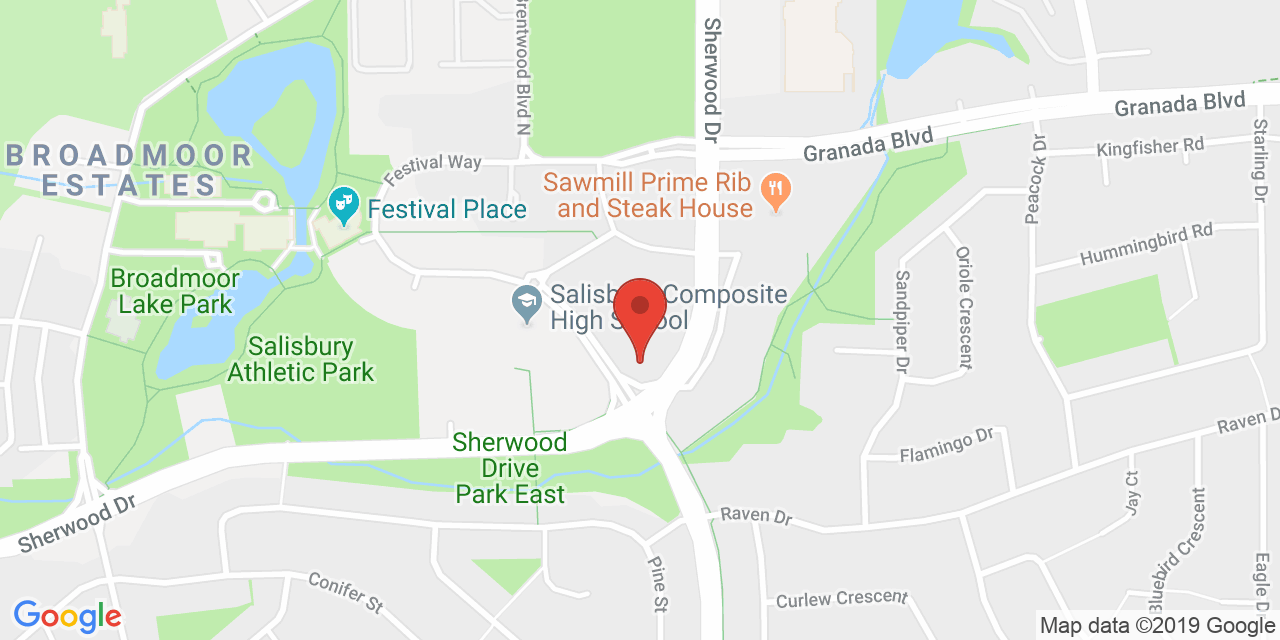 Brentwood Blvd N
Sherwood Dr
Granada Blvd
Granada Blvd
Starling Dr
Kingfisher Rd
Peacock Dr
BROADMOOR
ESTATES
Festival Way
Sawmill Prime Rib
and Steak House
Festival Place
Hummingbird Rd
Oriole Crescent
Sandpiper Dr
Broadmoor
Lake Park
Salisbury Composite
High School
Salisbury
Athletic Park
Sherwood
Drive
Park East
Flamingo Dr
Raven D
Jay Ct
Bluebird Crescent
Sherwood Dr
Raven Dr
Eagle D
Conifer St
Pine St
Curlew Crescent
Google
Map data ©2019 Google